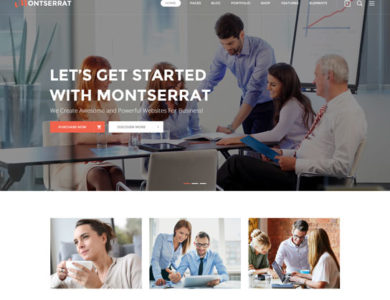 MONTSERRAT
HOME PAGES BLOG PORTFOLIO SHOP FEATURES ELEMENTS
LET'S GET STARTED
WITH MONTSERRAT
We Create Awesome and Powerful Websites For Business!
PURCHASE NOW DISCOVER MORE